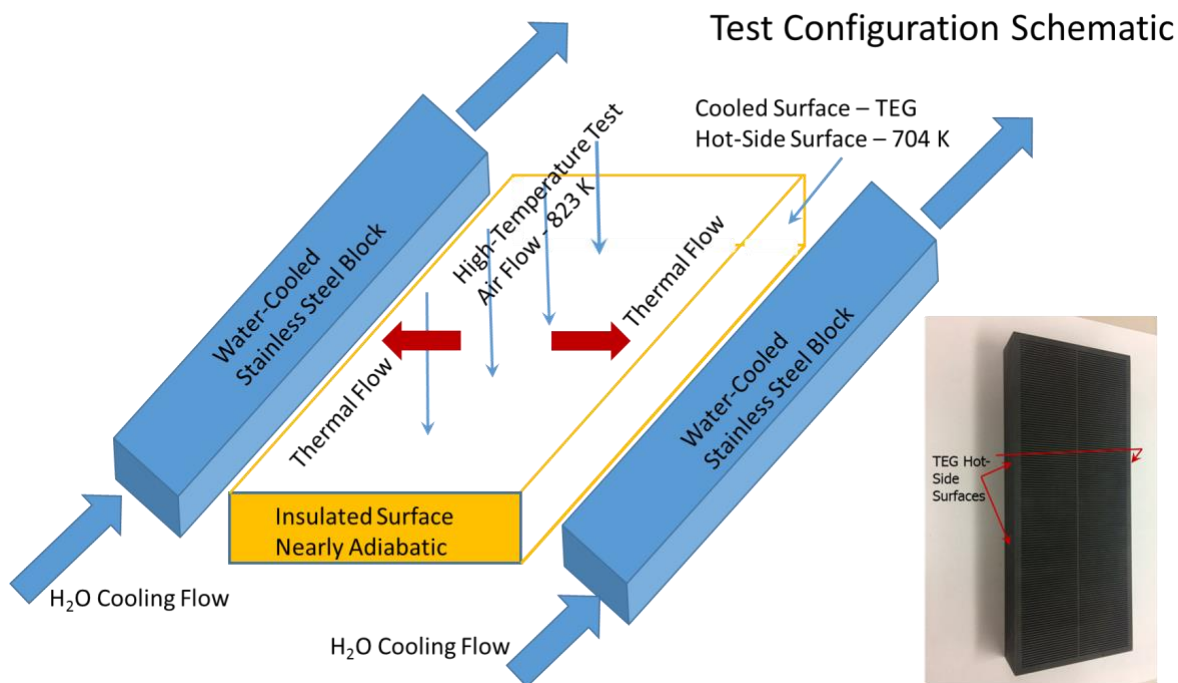 Test Configuration Schematic
Cooled Surface – TEG
Hot-Side Surface – 704 K
High-Temperature Test
Air Flow - 823 K
Water-Cooled
Stainless Steel Block
Thermal Flow
Thermal Flow
Water-Cooled
Stainless Steel Block
Insulated Surface
Nearly Adiabatic
H₂O Cooling Flow
H₂O Cooling Flow
TEG Hot-
Side
Surfaces